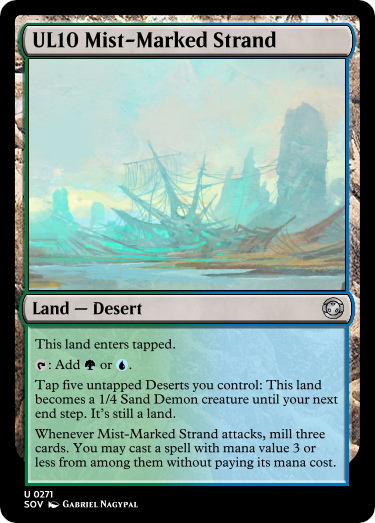 UL10 Mist-Marked Strand
Land — Desert
This land enters tapped.
: Add or .
Tap five untapped Deserts you control: This land
becomes a 1/4 Sand Demon creature until your next
end step. It's still a land.
Whenever Mist-Marked Strand attacks, mill three
cards. You may cast a spell with mana value 3 or
less from among them without paying its mana cost.
U 0271
SOV Gabriel Nagypal